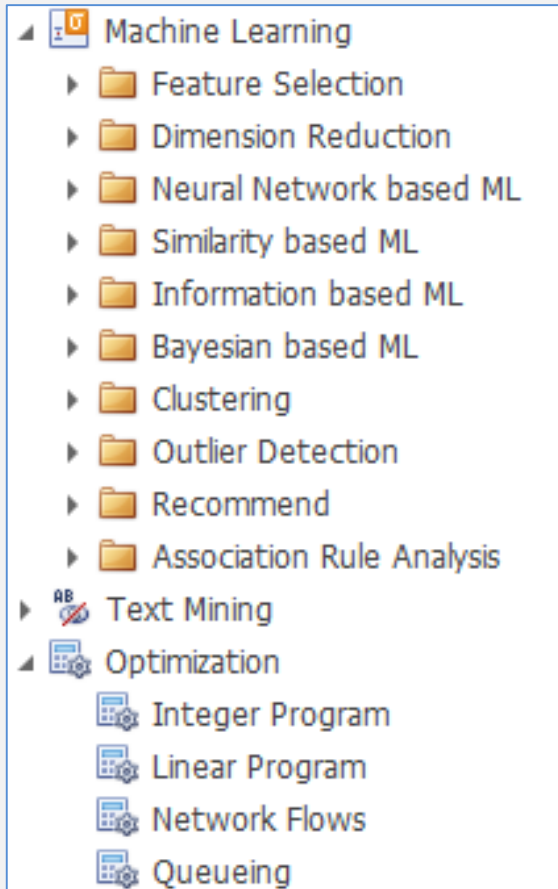 Machine Learning
Feature Selection
Dimension Reduction
Neural Network based ML
Similarity based ML
Information based ML
Bayesian based ML
Clustering
Outlier Detection
Recommend
Association Rule Analysis
AB
Text Mining
Optimization
Integer Program
Linear Program
Network Flows
Queueing